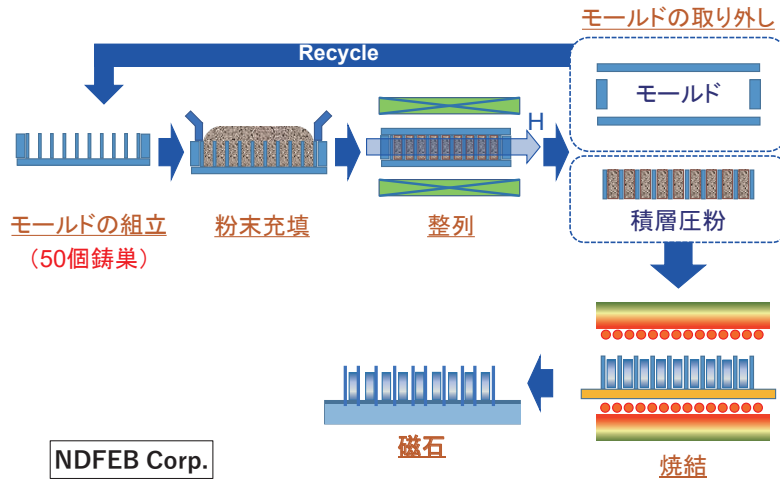 モールドの取り外し
Recycle
モールド
H
モールドの組立
（50個鋳巣）
粉末充填
整列
積層圧粉
磁石
焼結
NDFEB Corp.